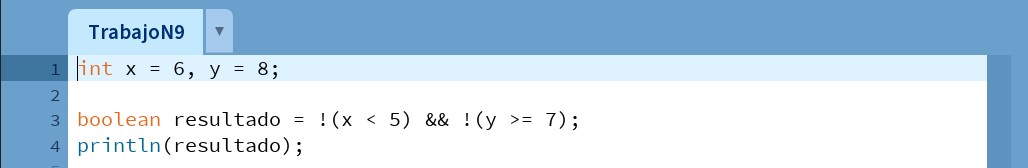 TrabajoN9
1 int x = 6, y = 8;
2
3 boolean resultado = !(x < 5) && !(y >= 7);
4 println(resultado);